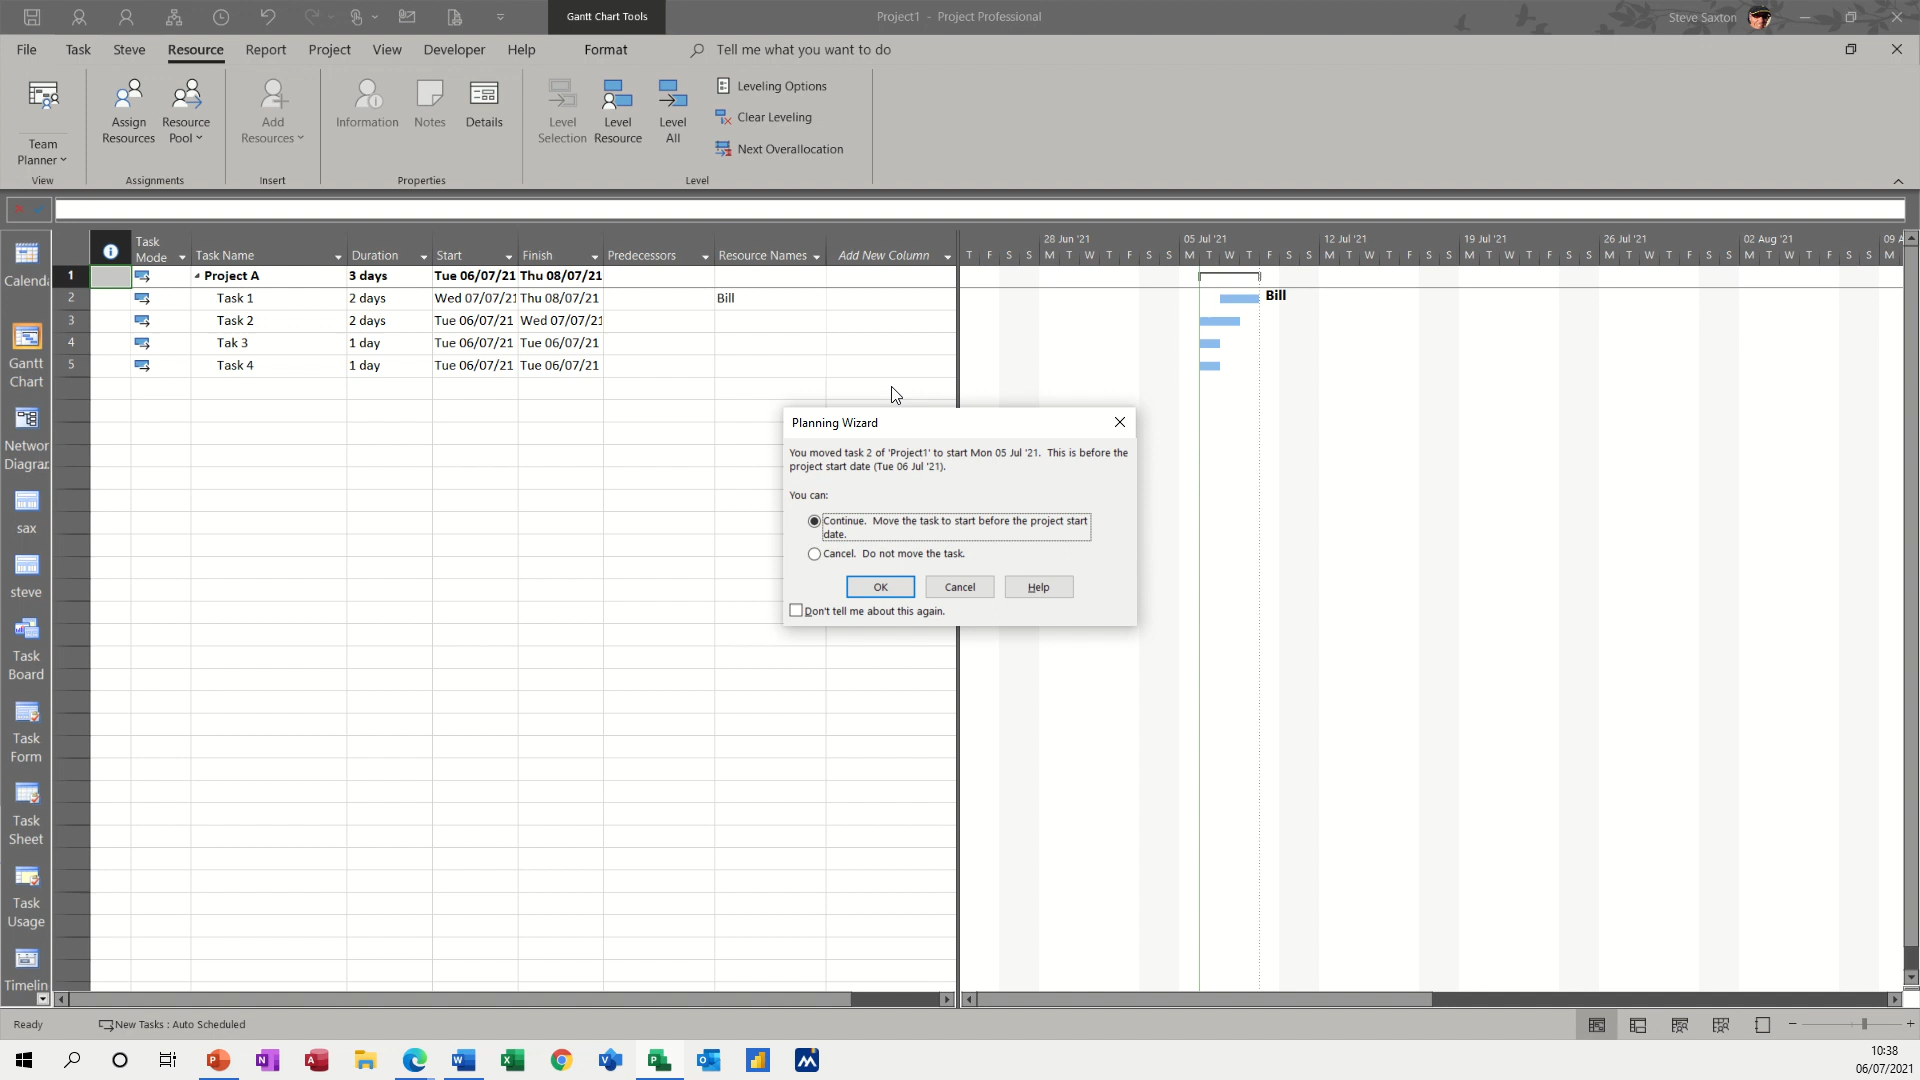 Gantt Chart Tools
Project1 - Project Professional
Steve Saxton
File Task Steve Resource Report Project View Developer Help Format Tell me what you want to do
Team Planner
Assign Resources
Resource Pool
Add Resources
Information
Notes
Details
Level Selection
Level Resource
Level All
Leveling Options
Clear Leveling
Next Overallocation
View Assignments Insert Properties Level
Task Mode Task Name Duration Start Finish Predecessors Resource Names Add New Column
1 Project A 3 days Tue 06/07/21 Thu 08/07/21
2 Task 1 2 days Wed 07/07/21 Thu 08/07/21 Bill
3 Task 2 2 days Tue 06/07/21 Wed 07/07/21
4 Tak 3 1 day Tue 06/07/21 Tue 06/07/21
5 Task 4 1 day Tue 06/07/21 Tue 06/07/21
28 Jun '21 05 Jul '21 12 Jul '21 19 Jul '21 26 Jul '21 02 Aug '21 09 A
T F S S M T W T F S S M T W T F S S M T W T F S S M T W T F S S M T W T F S S M T W T F S S M
Bill
Calenda
Gantt Chart
Networ
Diagrar
sax
steve
Task Board
Task Form
Task Sheet
Task Usage
Timelin
Planning Wizard
You moved task 2 of 'Project1' to start Mon 05 Jul '21. This is before the
project start date (Tue 06 Jul '21).
You can:
Continue. Move the task to start before the project start
date.
Cancel. Do not move the task.
OK Cancel Help
Don't tell me about this again.
Ready New Tasks : Auto Scheduled
10:38
06/07/2021